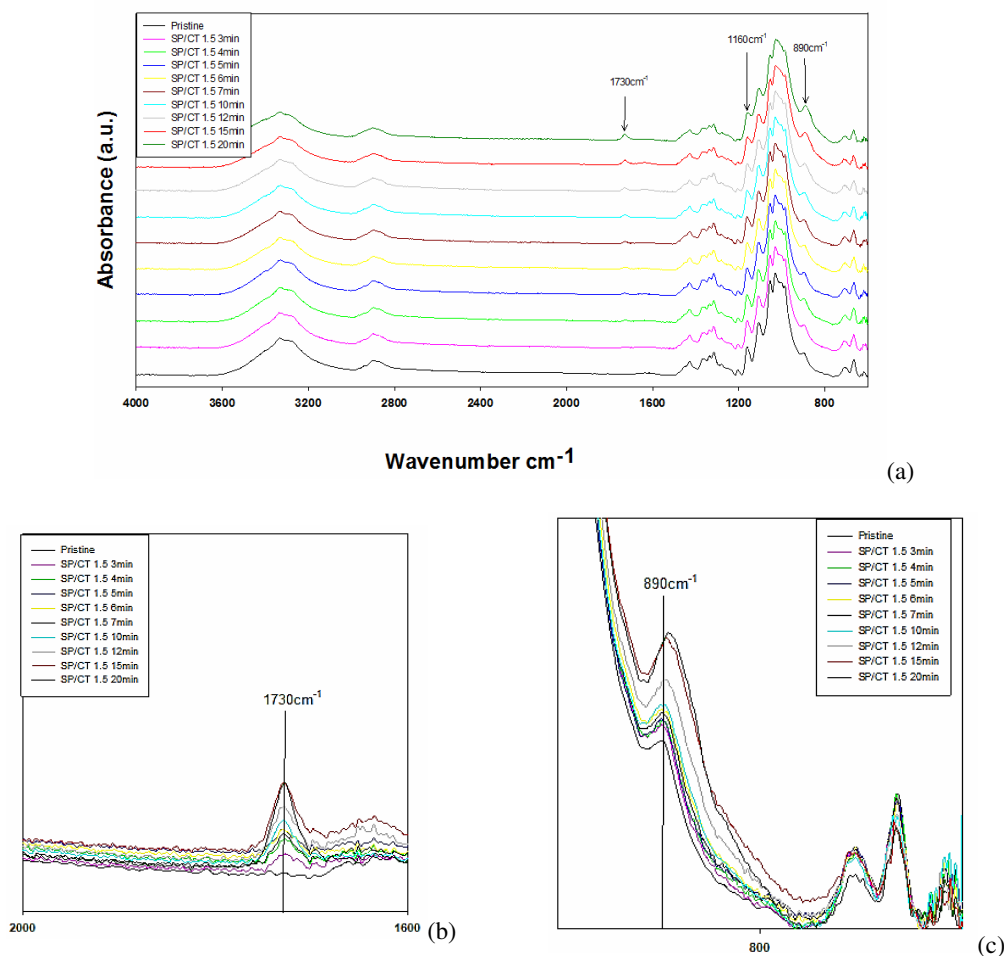 Pristine
SP/CT 1.5 3min
SP/CT 1.5 4min
SP/CT 1.5 5min
SP/CT 1.5 6min
SP/CT 1.5 7min
SP/CT 1.5 10min
SP/CT 1.5 12min
SP/CT 1.5 15min
SP/CT 1.5 20min
1730cm⁻¹
1160cm⁻¹
890cm⁻¹
Absorbance (a.u.)
4000 3600 3200 2800 2400 2000 1600 1200 800
Wavenumber cm⁻¹
(a)
Pristine
SP/CT 1.5 3min
SP/CT 1.5 4min
SP/CT 1.5 5min
SP/CT 1.5 6min
SP/CT 1.5 7min
SP/CT 1.5 10min
SP/CT 1.5 12min
SP/CT 1.5 15min
SP/CT 1.5 20min
1730cm⁻¹
2000 1600
(b)
Pristine
SP/CT 1.5 3min
SP/CT 1.5 4min
SP/CT 1.5 5min
SP/CT 1.5 6min
SP/CT 1.5 7min
SP/CT 1.5 10min
SP/CT 1.5 12min
SP/CT 1.5 15min
SP/CT 1.5 20min
890cm⁻¹
800
(c)